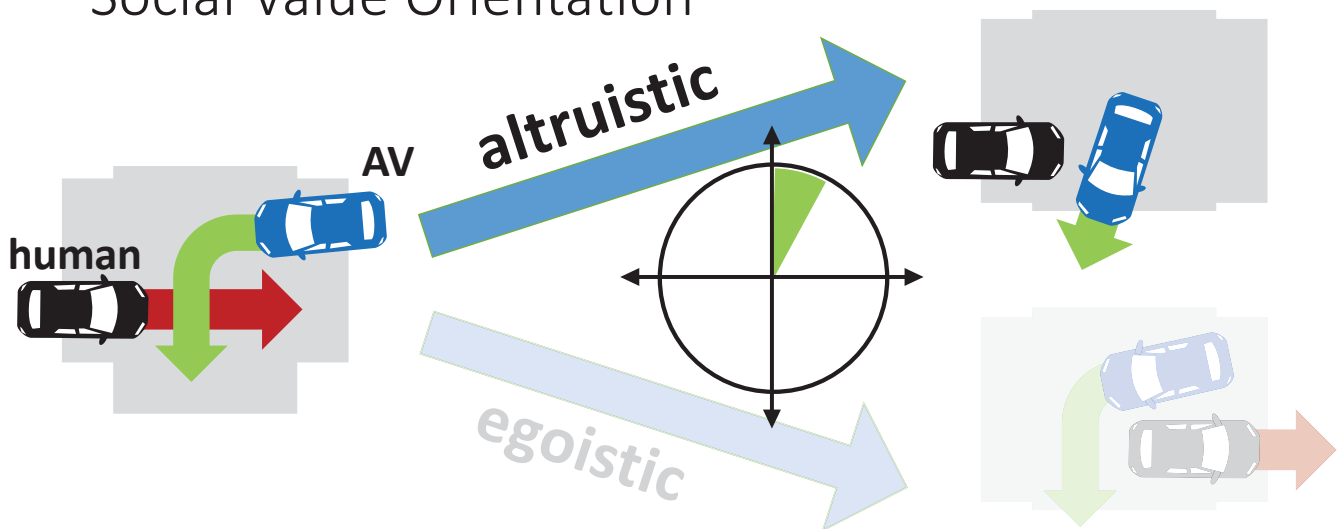 Social Value Orientation
altruistic
AV
human
egoistic